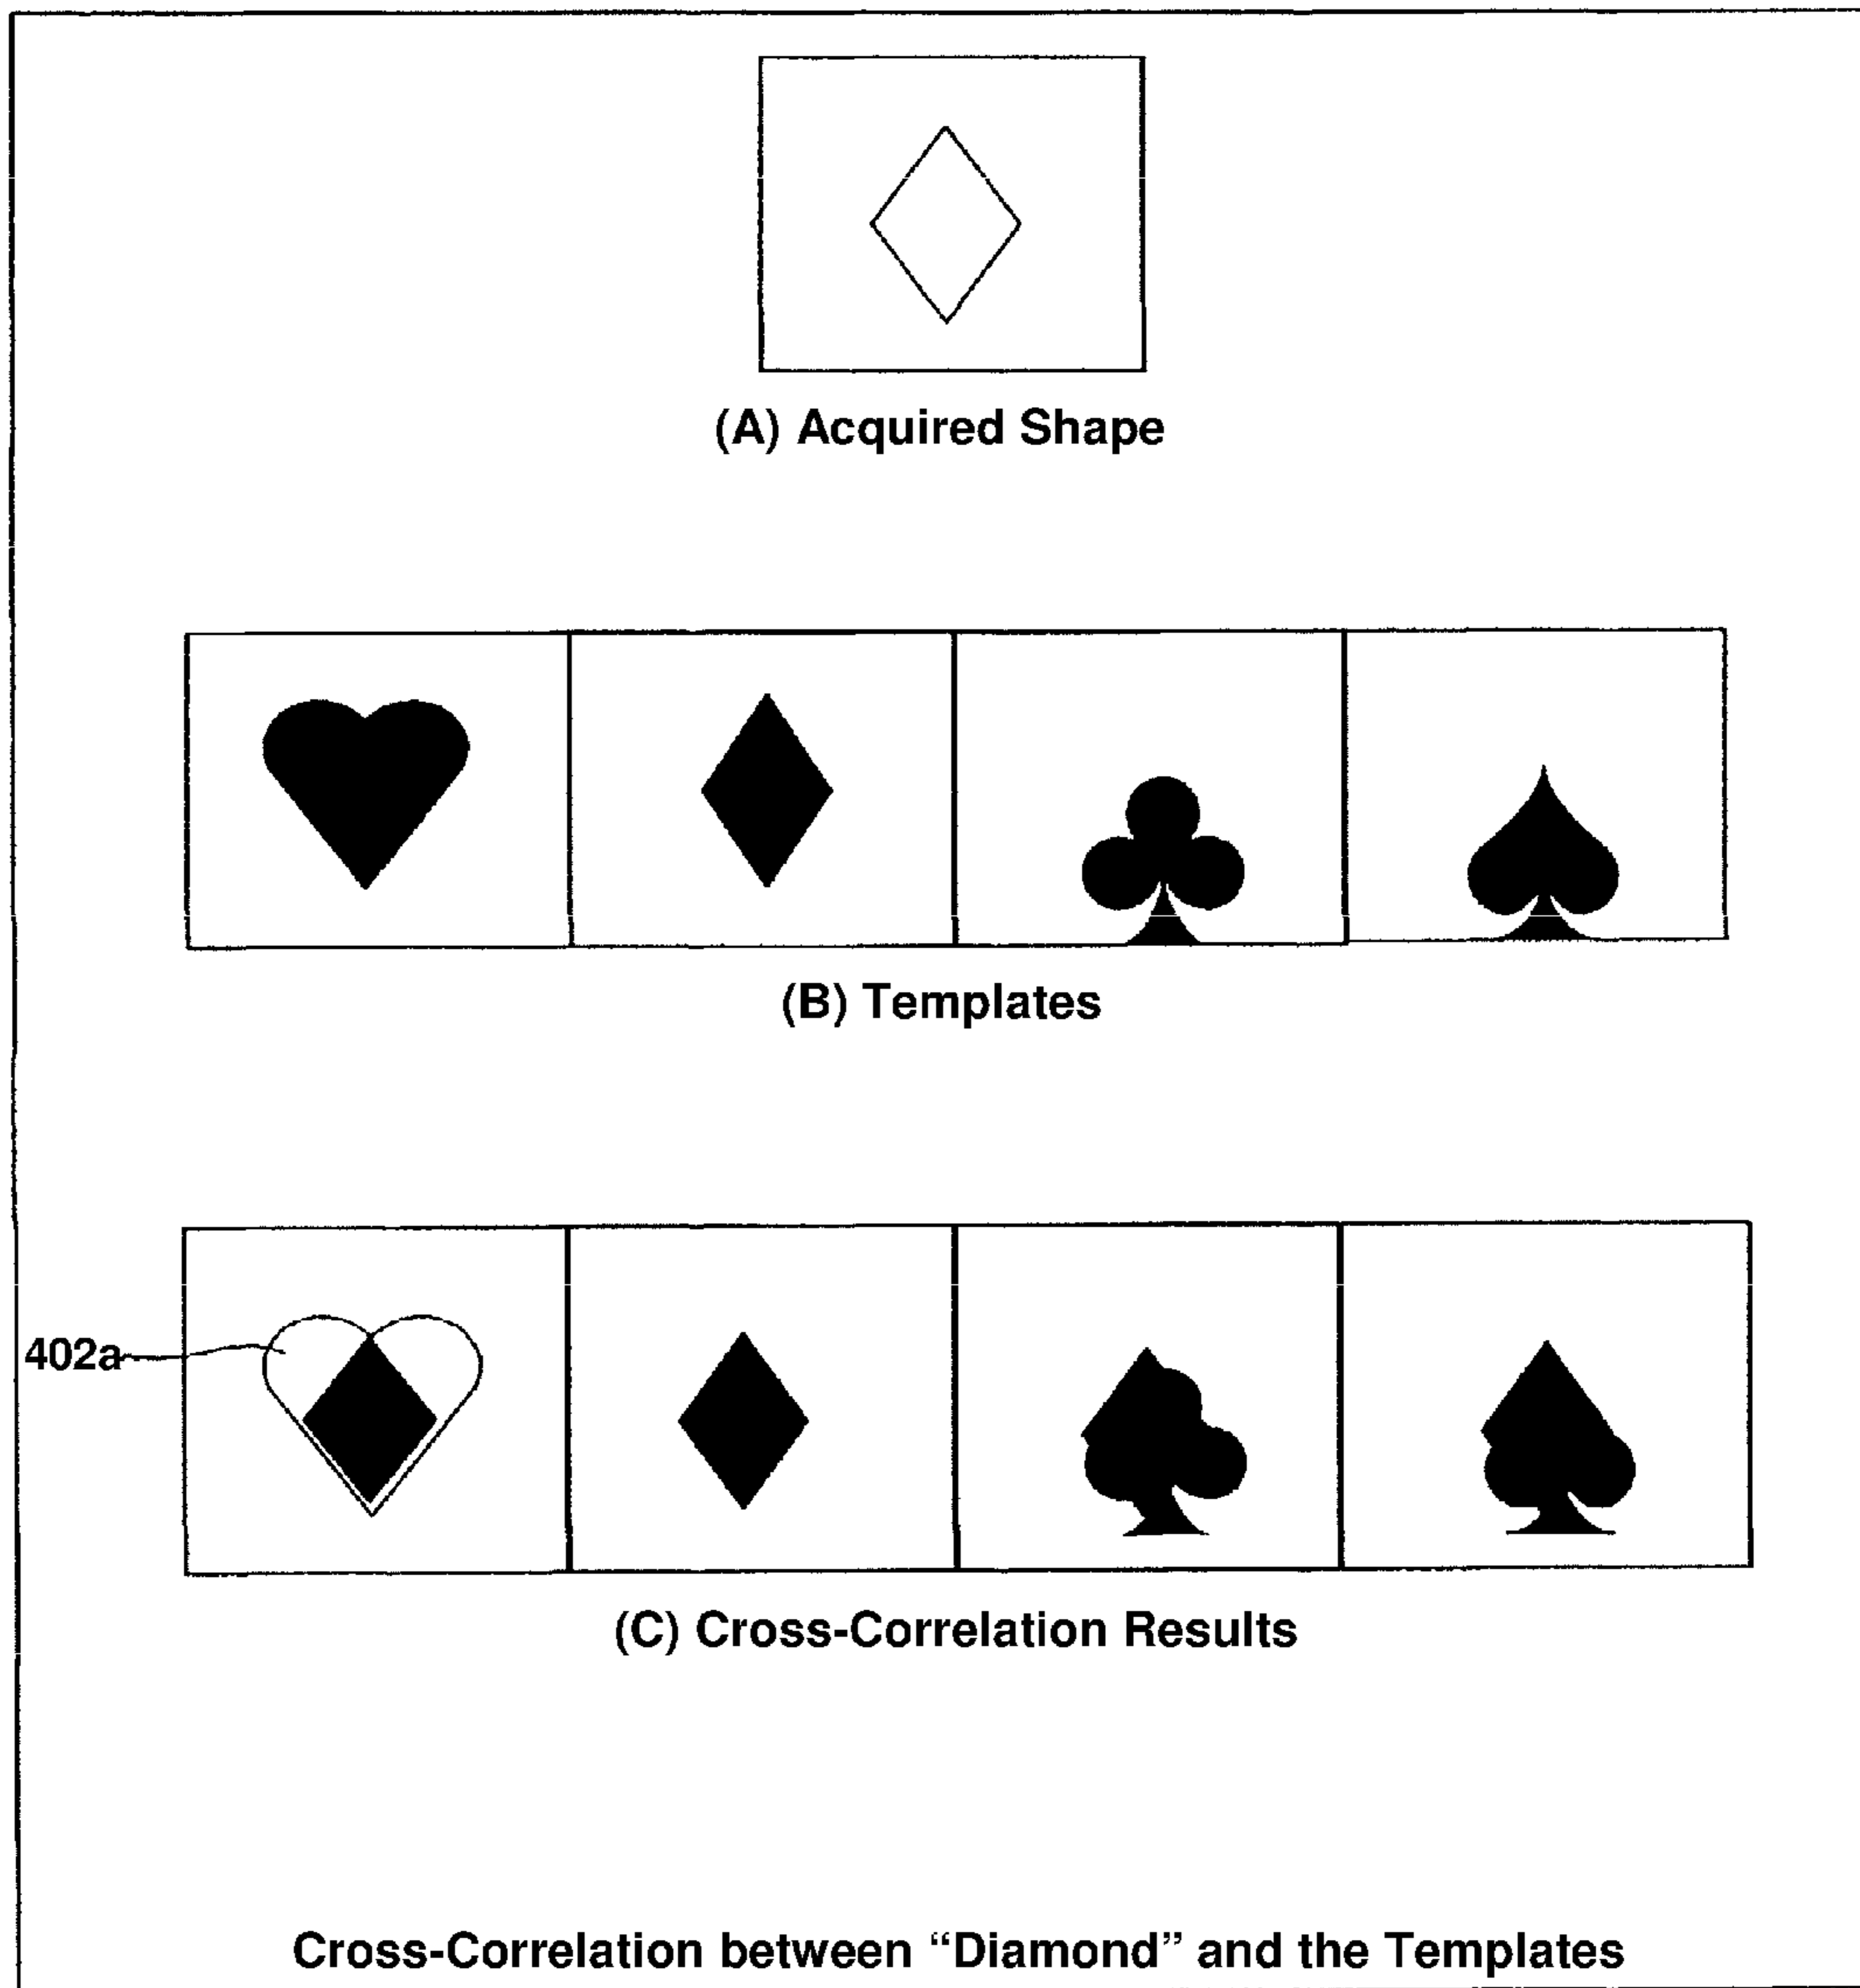 (A) Acquired Shape
(B) Templates
402a
(C) Cross-Correlation Results
Cross-Correlation between “Diamond” and the Templates